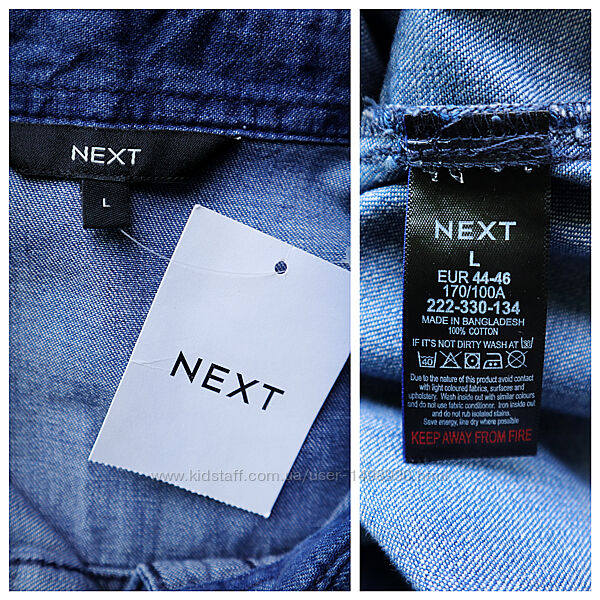 NEXT
L
NEXT
NEXT
L
EUR 44-46
170/100A
222-330-134
MADE IN BANGLADESH
100% COTTON
IF IT'S NOT DIRTY WASH AT 30
40
Due to the nature of this product avoid contact
with light coloured fabrics, surfaces and
upholstery. Wash inside out with similar colours
and do not use fabric conditioner. Iron inside out
and do not rub isolated stains.
Save energy, line dry where possible
KEEP AWAY FROM FIRE
www.kidstaff.com.ua/user-